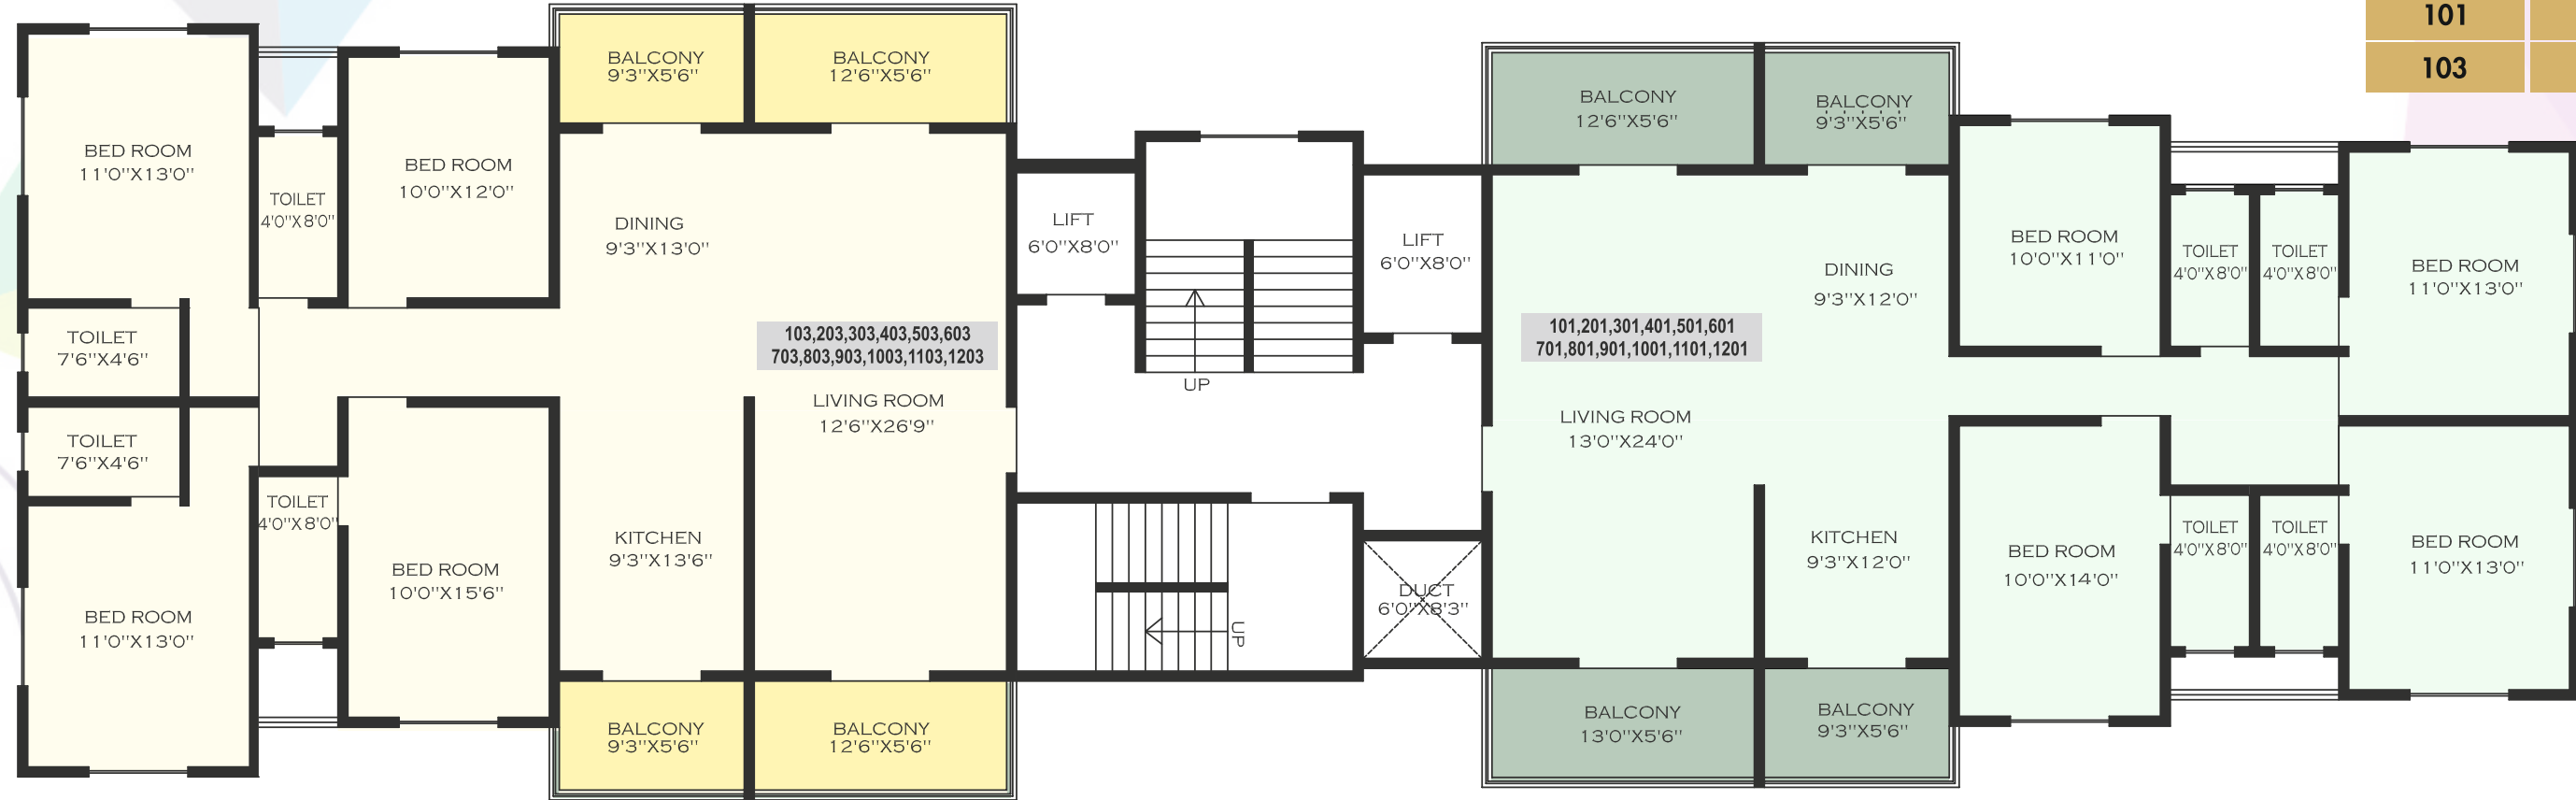 101
103
BALCONY
9'3"X5'6"
BALCONY
12'6"X5'6"
BALCONY
12'6"X5'6"
BALCONY
9'3"X5'6"
BED ROOM
11'0"X13'0"
TOILET
4'0"X8'0"
BED ROOM
10'0"X12'0"
DINING
9'3"X13'0"
LIFT
6'0"X8'0"
LIFT
6'0"X8'0"
DINING
9'3"X12'0"
BED ROOM
10'0"X11'0"
TOILET
4'0"X8'0"
TOILET
4'0"X8'0"
BED ROOM
11'0"X13'0"
TOILET
7'6"X4'6"
103,203,303,403,503,603
703,803,903,1003,1103,1203
101,201,301,401,501,601
701,801,901,1001,1101,1201
UP
LIVING ROOM
12'6"X26'9"
LIVING ROOM
13'0"X24'0"
TOILET
7'6"X4'6"
TOILET
4'0"X8'0"
KITCHEN
9'3"X13'6"
BED ROOM
10'0"X15'6"
BED ROOM
11'0"X13'0"
UP
DUCT
6'0"X8'3"
KITCHEN
9'3"X12'0"
BED ROOM
10'0"X14'0"
TOILET
4'0"X8'0"
TOILET
4'0"X8'0"
BED ROOM
11'0"X13'0"
BALCONY
9'3"X5'6"
BALCONY
12'6"X5'6"
BALCONY
13'0"X5'6"
BALCONY
9'3"X5'6"